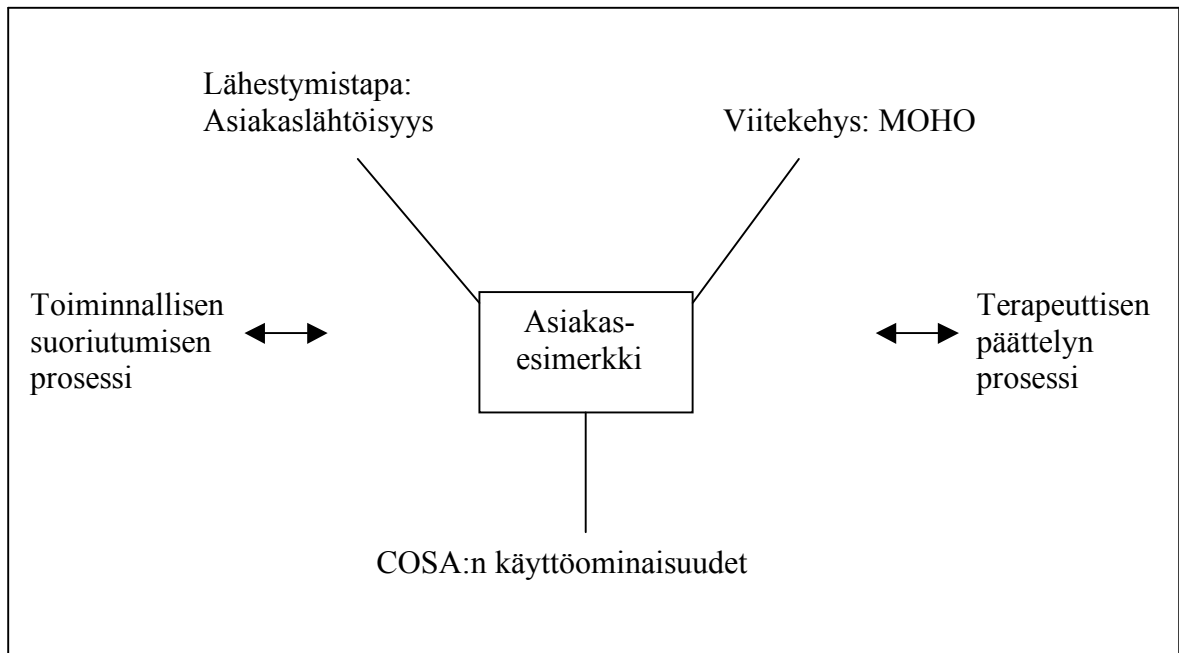 Lähestymistapa:
Asiakaslähtöisyys
Viitekehys: MOHO
Toiminnallisen
suoriutumisen
prosessi
Asiakas-
esimerkki
Terapeuttisen
päättelyn
prosessi
COSA:n käyttöominaisuudet